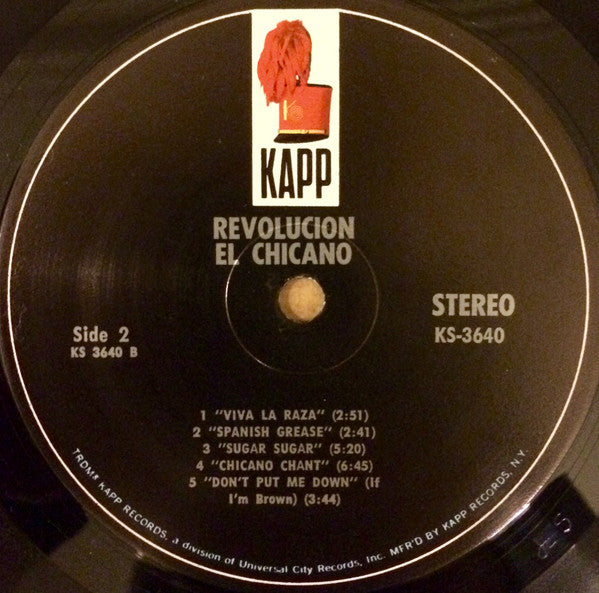 KAPP
REVOLUCION
EL CHICANO
STEREO
KS-3640
Side 2
KS 3640 B
1 "VIVA LA RAZA" (2:51)
2 "SPANISH GREASE" (2:41)
3 "SUGAR SUGAR" (5:20)
4 "CHICANO CHANT" (6:45)
5 "DON'T PUT ME DOWN" (If
I'm Brown) (3:44)
KAPP RECORDS, a division of Universal City Records, Inc. MFR'D BY KAPP RECORDS, N.Y.